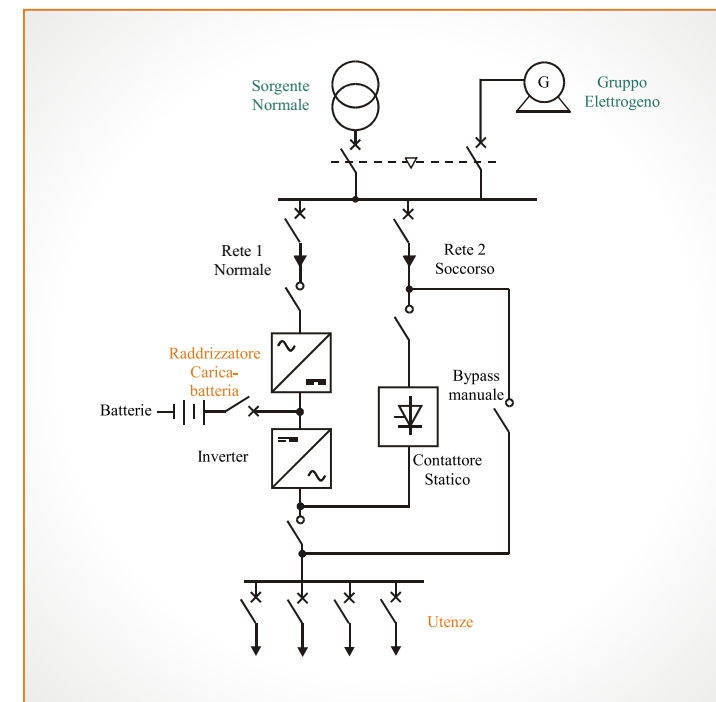 Sorgente
Normale
G
Gruppo
Elettrogeno
Rete 1
Normale
Rete 2
Soccorso
Raddrizzatore
Carica-
batteria
Batterie
Bypass
manuale
Inverter
Contattore
Statico
Utenze